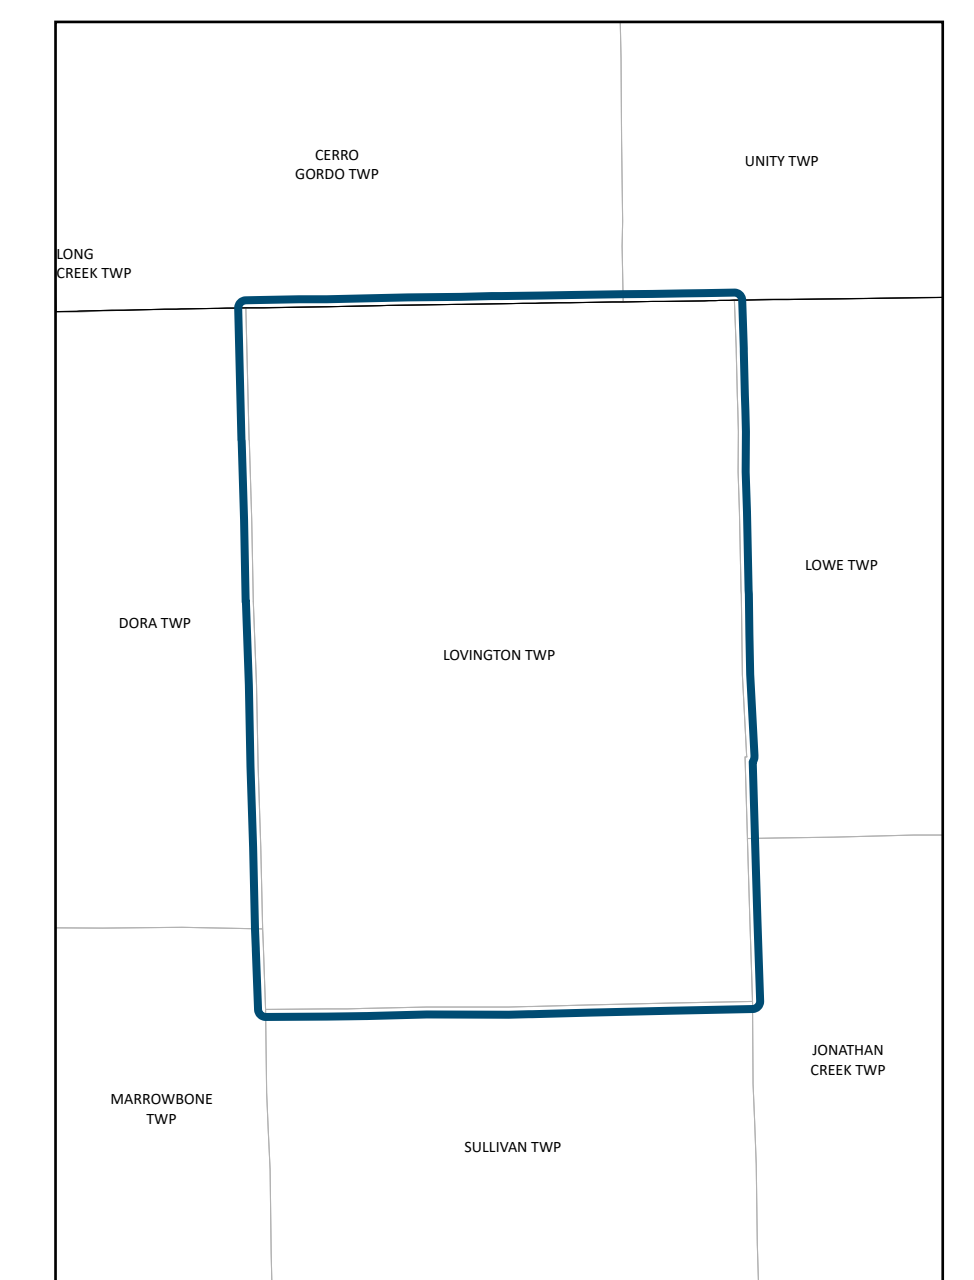 CERRO
GORDO TWP
UNITY TWP
LONG
CREEK TWP
LOWE TWP
DORA TWP
LOVINGTON TWP
JONATHAN
CREEK TWP
MARROWBONE
TWP
SULLIVAN TWP